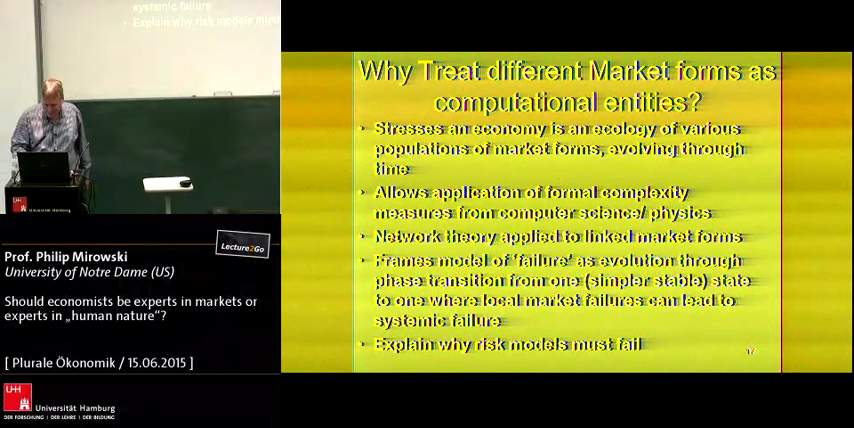 systemic failure
• Explain why risk models must
Universität Hamburg
Lecture2Go
Prof. Philip Mirowski
University of Notre Dame (US)
Should economists be experts in markets or
experts in „human nature“?
[ Plurale Ökonomik / 15.06.2015 ]
UHH
Universität Hamburg
DER FORSCHUNG | DER LEHRE | DER BILDUNG
Why Treat different Market forms as
computational entities?
• Stresses an economy is an ecology of various
populations of market forms, evolving through
time
• Allows application of formal complexity
measures from computer science/ physics
• Network theory applied to linked market forms
• Frames model of 'failure' as evolution through
phase transition from one (simpler stable) state
to one where local market failures can lead to
systemic failure
• Explain why risk models must fail
17